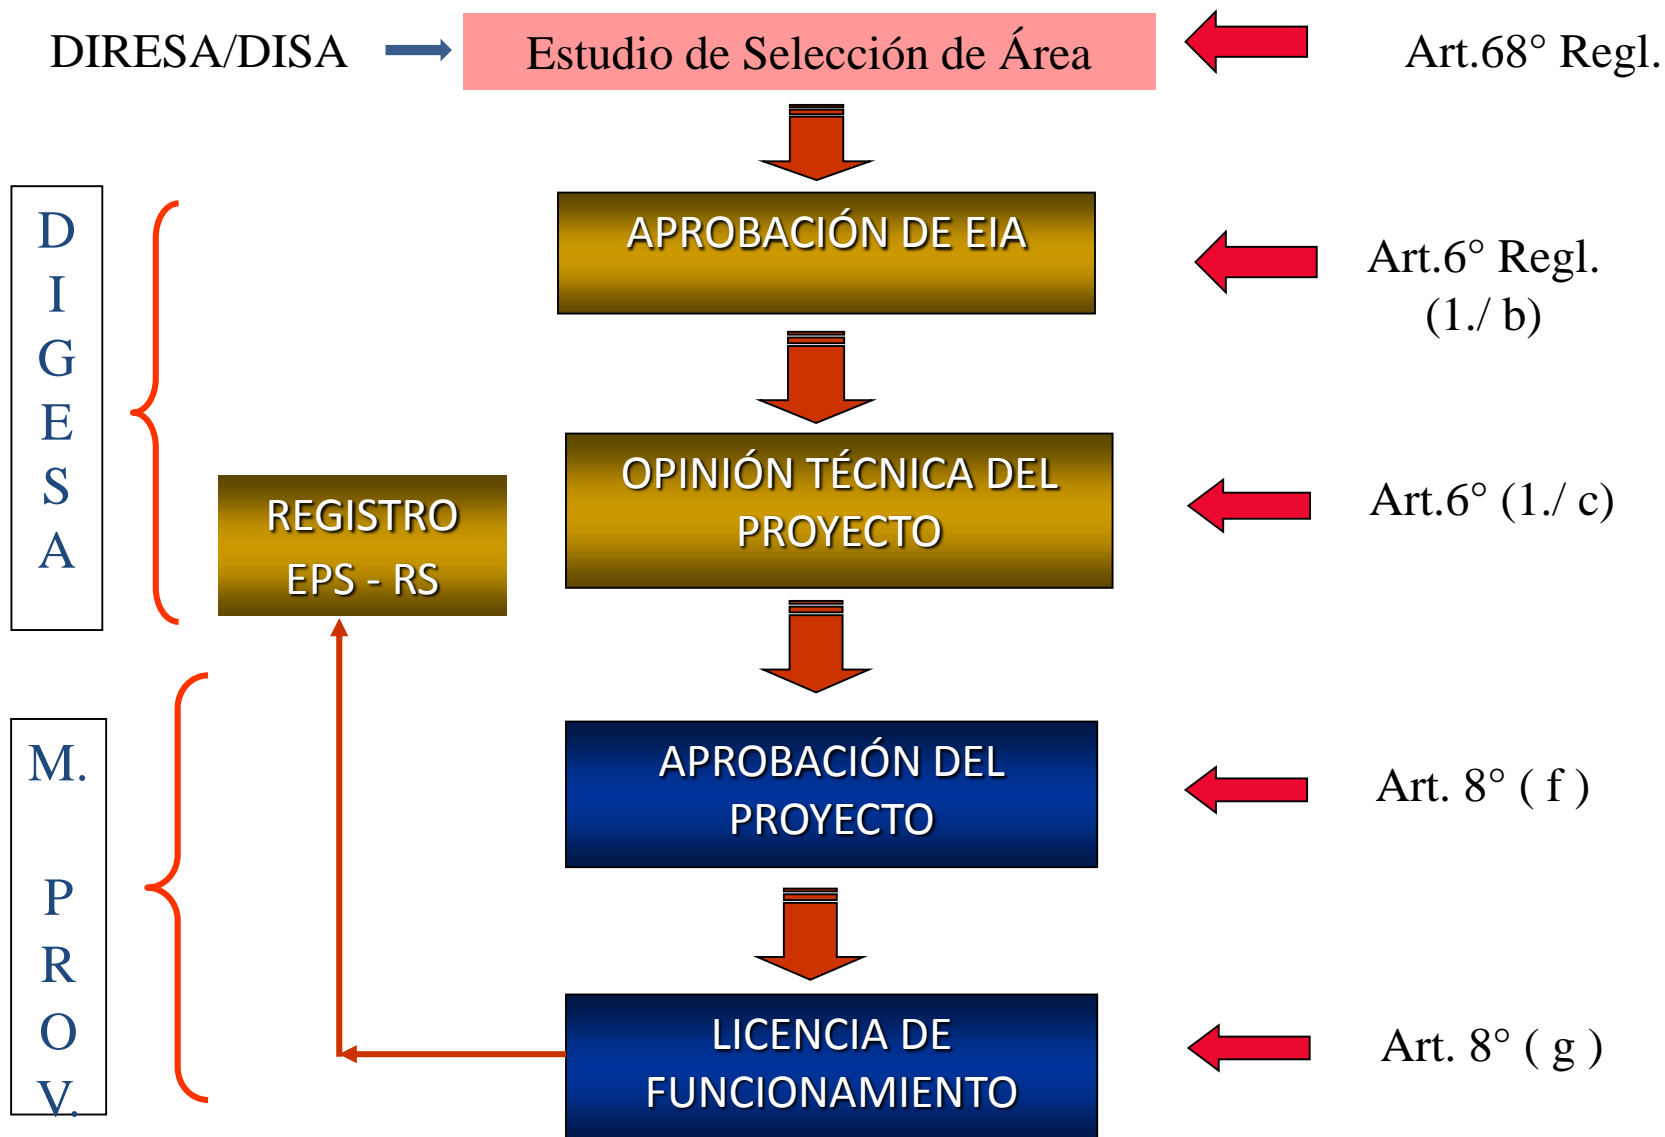 DIRESA/DISA
Estudio de Selección de Área
Art.68° Regl.
D
I
G
E
S
A
APROBACIÓN DE EIA
Art.6° Regl.
(1./ b)
OPINIÓN TÉCNICA DEL
PROYECTO
Art.6° (1./ c)
REGISTRO
EPS - RS
M.
P
R
O
V.
APROBACIÓN DEL
PROYECTO
Art. 8° ( f )
LICENCIA DE
FUNCIONAMIENTO
Art. 8° ( g )